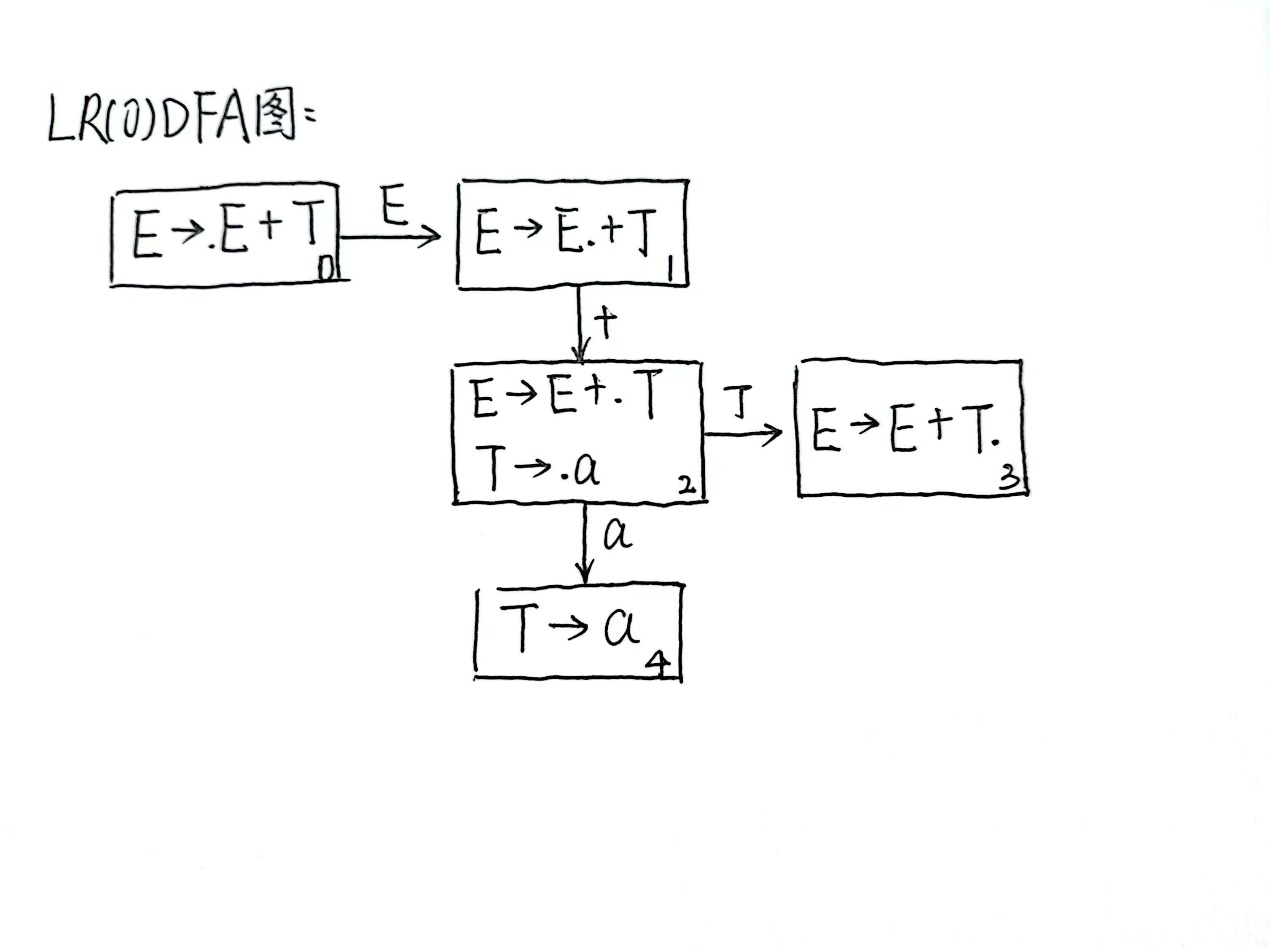 LR(0)DFA图:
E→.E+T
0
E
E→E.+T
1
+
E→E+.T
T→.a
2
T
E→E+T.
3
a
T→a
4